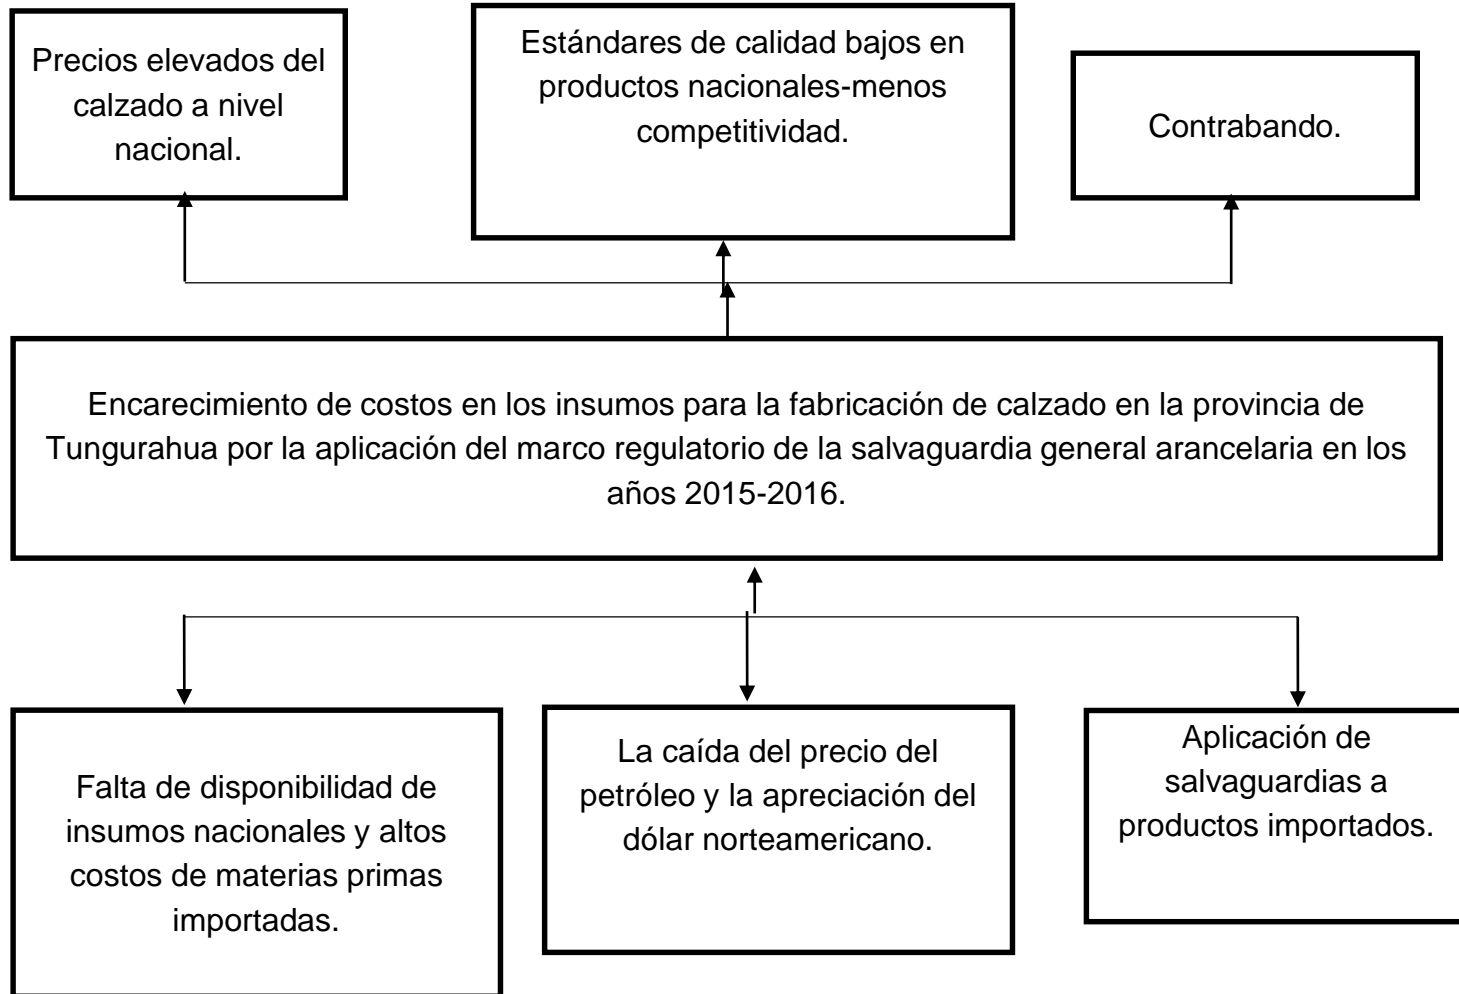 Precios elevados del
calzado a nivel
nacional.
Estándares de calidad bajos en
productos nacionales-menos
competitividad.
Contrabando.
Encarecimiento de costos en los insumos para la fabricación de calzado en la provincia de
Tungurahua por la aplicación del marco regulatorio de la salvaguardia general arancelaria en los
años 2015-2016.
Falta de disponibilidad de
insumos nacionales y altos
costos de materias primas
importadas.
La caída del precio del
petróleo y la apreciación del
dólar norteamericano.
Aplicación de
salvaguardias a
productos importados.